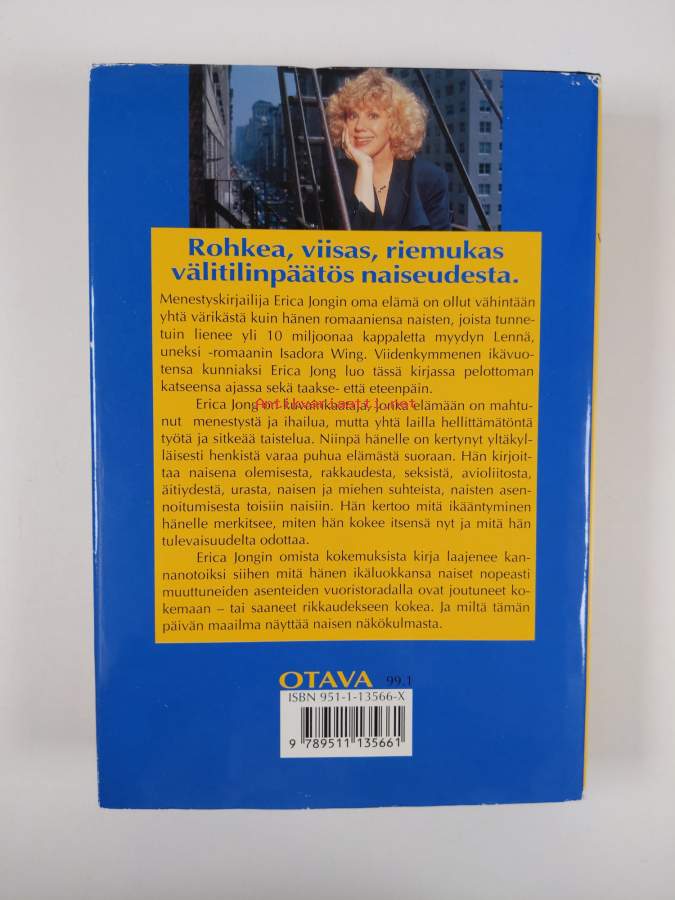 Rohkea, viisas, riemukas
välitilinpäätös naiseudesta.
Menestyskirjailija Erica Jongin oma elämä on ollut vähintään
yhtä värikästä kuin hänen romaaniensa naisten, joista tunne-
tuin lienee yli 10 miljoonaa kappaletta myydyn Lennä,
uneksi -romaanin Isadora Wing. Viidenkymmenen ikävuo-
tensa kunniaksi Erica Jong luo tässä kirjassa pelottoman
katseensa ajassa sekä taakse- että eteenpäin.
Erica Jong on kuvainkaataja, jonka elämään on mahtu-
Antikvariaatti.net
nut menestystä ja ihailua, mutta yhtä lailla hellittämätöntä
työtä ja sitkeää taistelua. Niinpä hänelle on kertynyt yltäkyl-
läisesti henkistä varaa puhua elämästä suoraan. Hän kirjoit-
taa naisena olemisesta, rakkaudesta, seksistä, avioliitosta,
äitiydestä, urasta, naisen ja miehen suhteista, naisten asen-
noitumisesta toisiin naisiin. Hän kertoo mitä ikääntyminen
hänelle merkitsee, miten hän kokee itsensä nyt ja mitä hän
tulevaisuudelta odottaa.
Erica Jongin omista kokemuksista kirja laajenee kan-
nanotoiksi siihen mitä hänen ikäluokkansa naiset nopeasti
muuttuneiden asenteiden vuoristoradalla ovat joutuneet ko-
kemaan – tai saaneet rikkaudekseen kokea. Ja miltä tämän
päivän maailma näyttää naisen näkökulmasta.
OTAVA 99.1
ISBN 951-1-13566-X
9 789511 135661